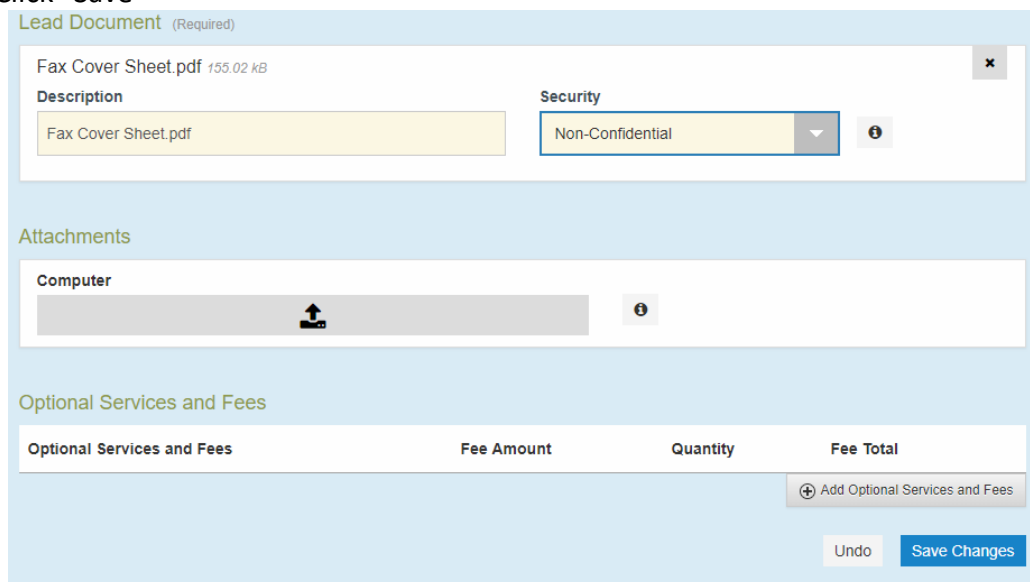 Click "Save"
Lead Document (Required)
Fax Cover Sheet.pdf 155.02 kB
Description Security
Fax Cover Sheet.pdf Non-Confidential
Attachments
Computer
Optional Services and Fees
Optional Services and Fees Fee Amount Quantity Fee Total
Add Optional Services and Fees
Undo Save Changes